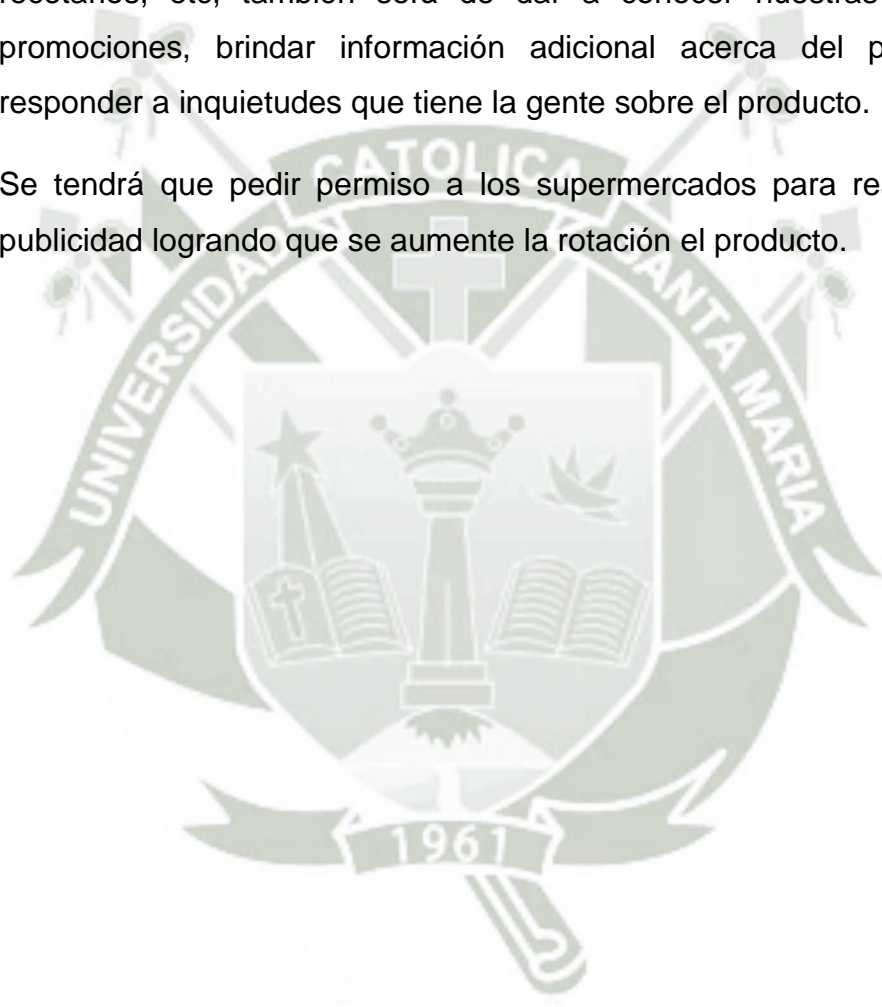 recetarios, etc, también será de dar a conocer nuestras
promociones, brindar información adicional acerca del p
responder a inquietudes que tiene la gente sobre el producto.
Se tendrá que pedir permiso a los supermercados para re
publicidad logrando que se aumente la rotación el producto.
UNIVERSIDAD CATOLICA SANTA MARIA
1961